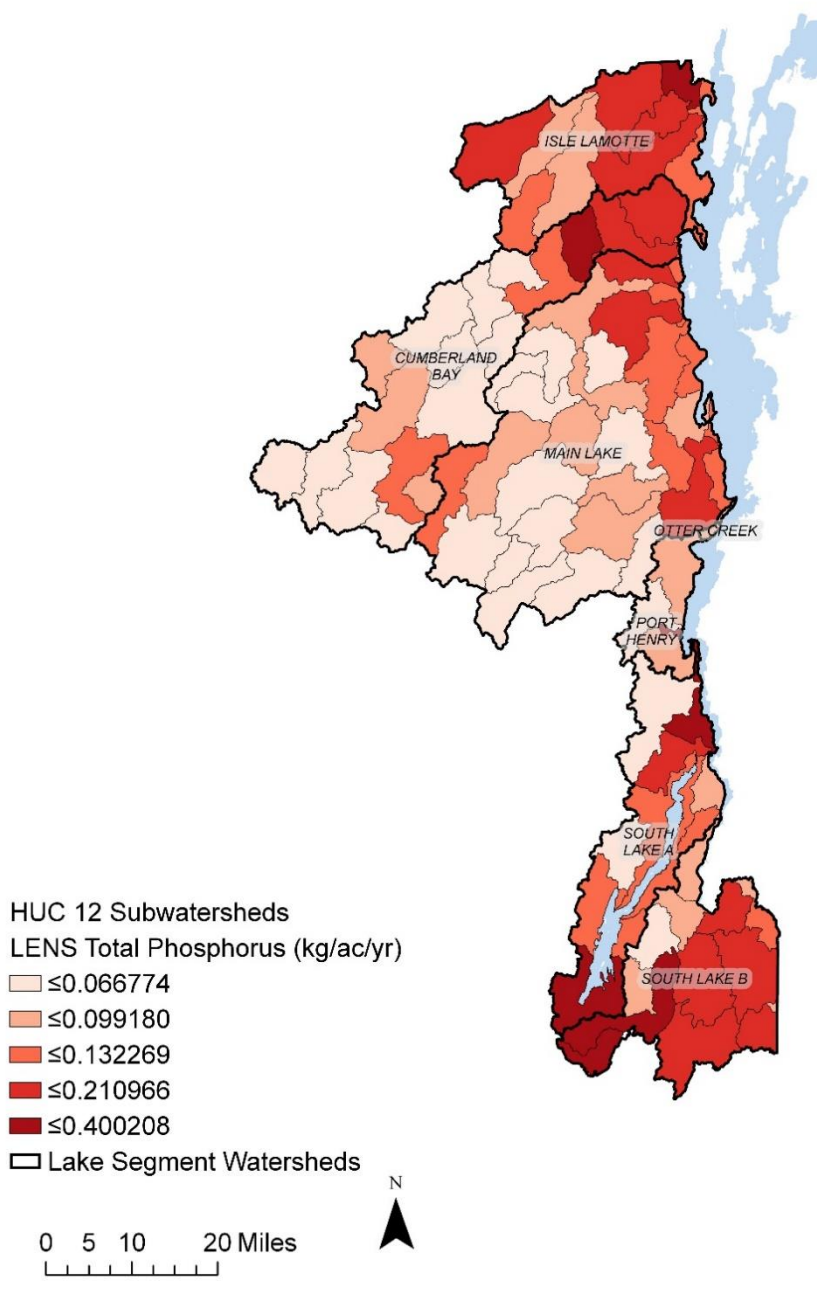 ISLE LAMOTTE
CUMBERLAND
BAY
MAIN LAKE
OTTER CREEK
PORT
HENRY
SOUTH
LAKE A
SOUTH LAKE B
HUC 12 Subwatersheds
LENS Total Phosphorus (kg/ac/yr)
≤0.066774
≤0.099180
≤0.132269
≤0.210966
≤0.400208
Lake Segment Watersheds
N
0 5 10 20 Miles